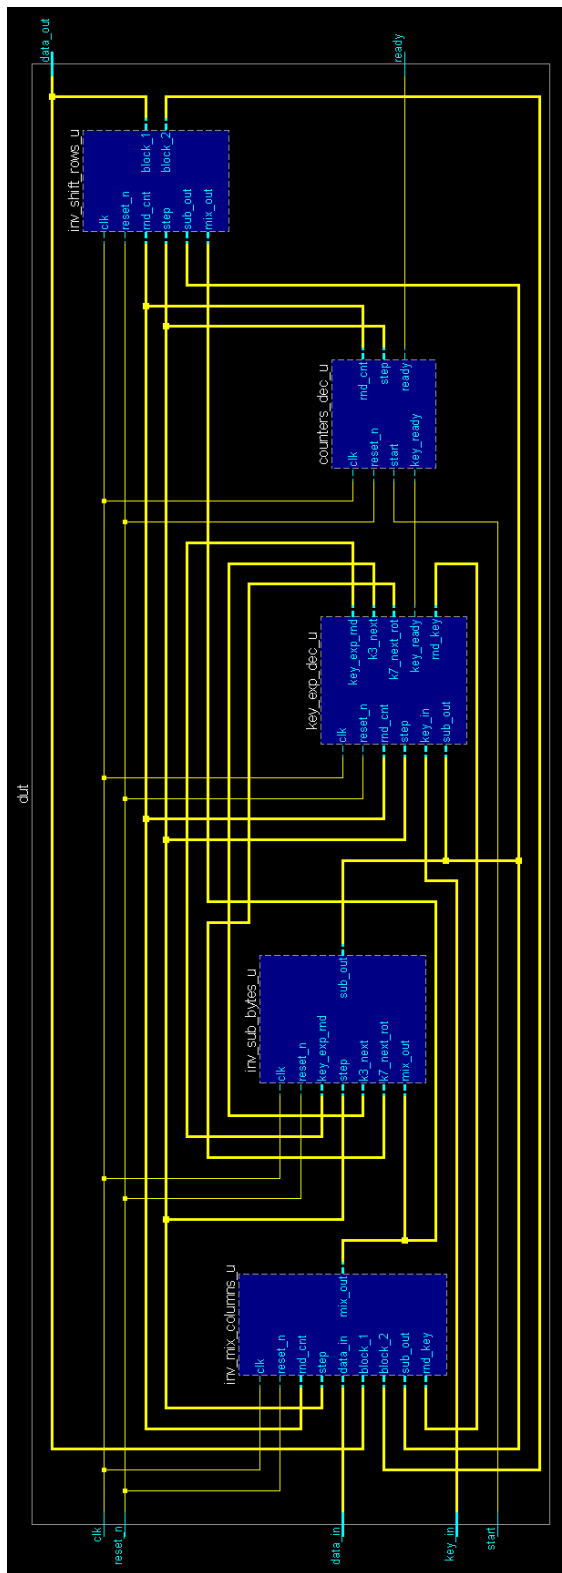 data_out
ready
inv_shift_rows_u
block_1
block_2
clk
reset_n
rnd_cnt
step
sub_out
mix_out
counters_dec_u
rnd_cnt
step
ready
clk
reset_n
start
key_ready
key_exp_dec_u
key_exp_rnd
k3_next
k7_next_rot
key_ready
rnd_key
clk
reset_n
rnd_cnt
step
key_in
sub_out
dut
inv_sub_bytes_u
sub_out
clk
reset_n
key_exp_rnd
step
k3_next
k7_next_rot
mix_out
inv_mix_columns_u
mix_out
clk
reset_n
rnd_cnt
step
data_in
block_1
block_2
sub_out
rnd_key
clk
reset_n
data_in
key_in
start